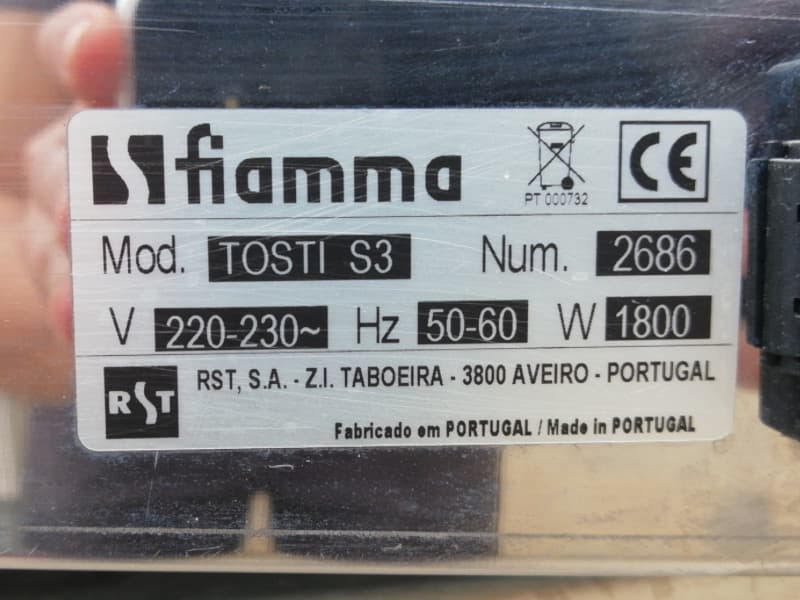 fiamma
CE
PT 000732
Mod. TOSTI S3 Num. 2686
V 220-230~ Hz 50-60 W 1800
RST
RST, S.A. - Z.I. TABOEIRA - 3800 AVEIRO - PORTUGAL
Fabricado em PORTUGAL / Made in PORTUGAL